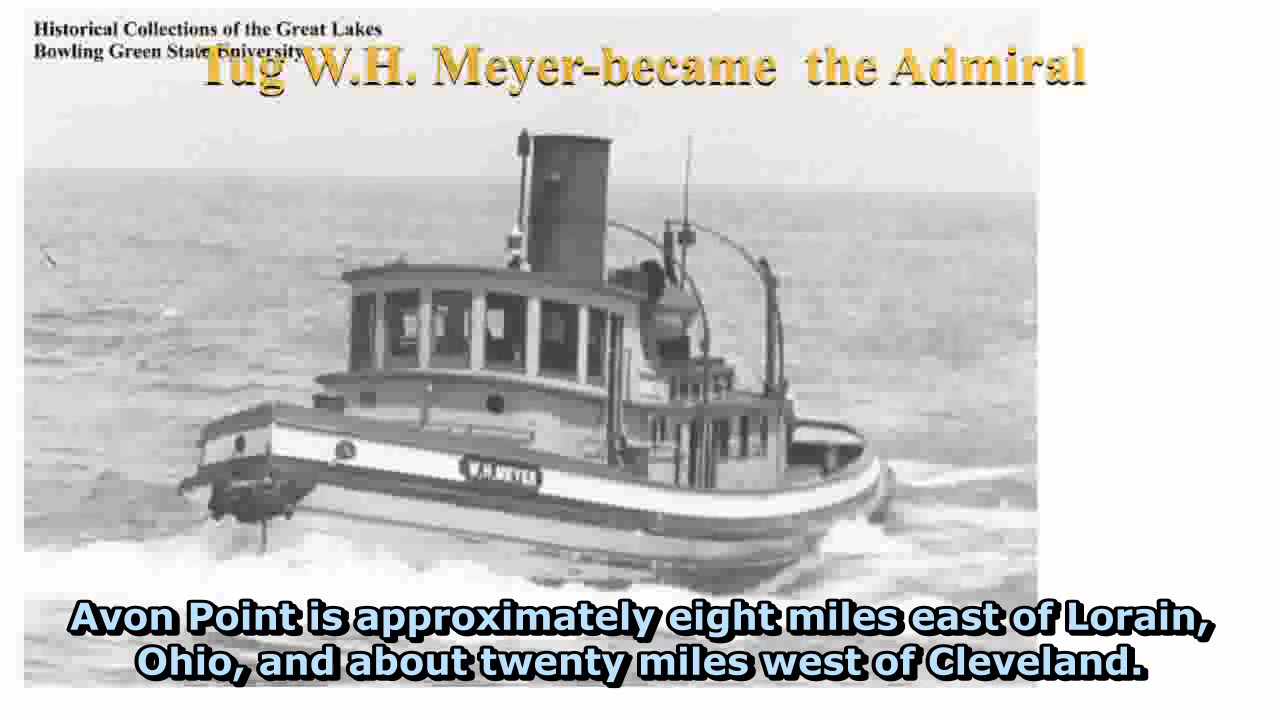 Historical Collections of the Great Lakes
Bowling Green State University
Tug W.H. Meyer-became the Admiral
W.H.MEYER
Avon Point is approximately eight miles east of Lorain,
Ohio, and about twenty miles west of Cleveland.